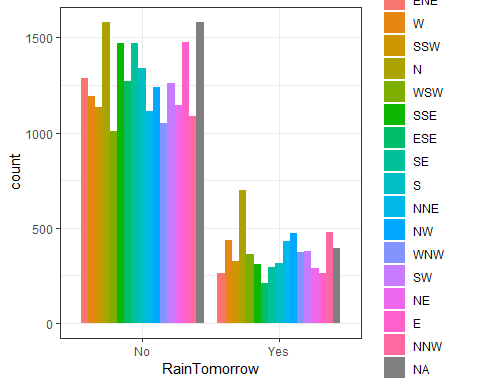 ENE
W
SSW
N
WSW
SSE
ESE
SE
S
NNE
NW
WNW
SW
NE
E
NNW
NA
1500
1000
500
0
count
No
Yes
RainTomorrow